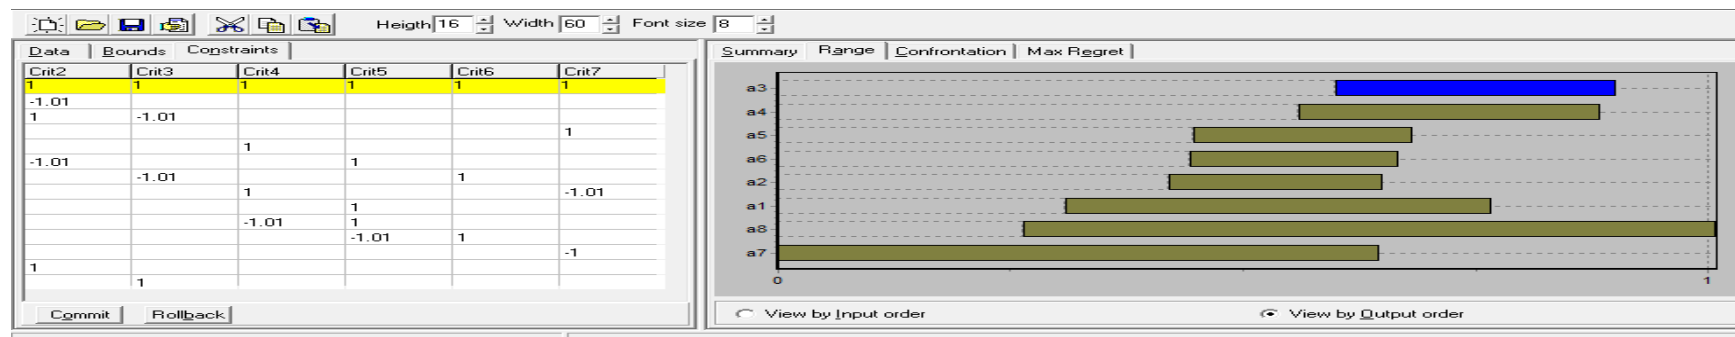 Heigth 16 Width 60 Font size 8
Data Bounds Constraints
Crit2 Crit3 Crit4 Crit5 Crit6 Crit7
1 1 1 1 1 1
-1.01
1 -1.01
1
1
-1.01 1
-1.01 1
1 -1.01
1
-1.01 1
-1.01 1
-1
1
1
Commit Rollback
Summary Range Confrontation Max Regret
a3
a4
a5
a6
a2
a1
a8
a7
0 1
View by Input order View by Output order